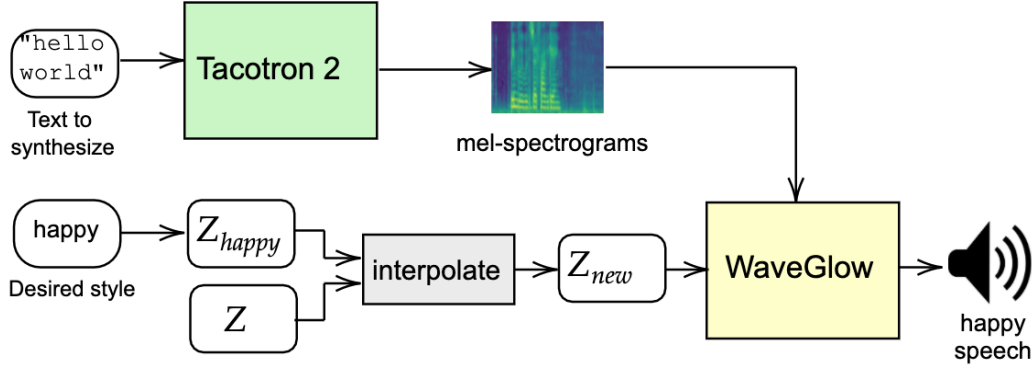 "hello
world"
Text to
synthesize
Tacotron 2
mel-spectrograms
happy
Desired style
Z_happy
Z
interpolate
Z_new
WaveGlow
happy
speech